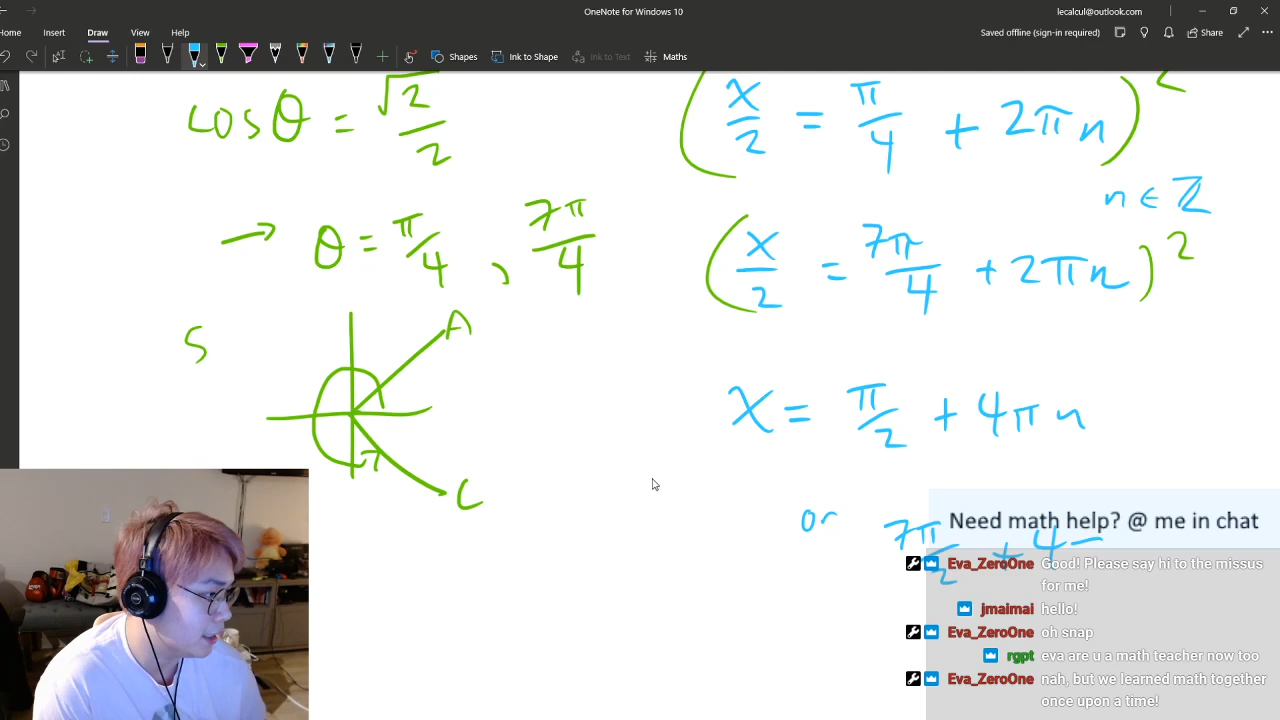 OneNote for Windows 10
lecalcul@outlook.com
Home Insert Draw View Help
Saved offline (sign-in required)
Share
Shapes Ink to Shape Ink to Text Maths
cosθ = √2/2
→ θ = π/4 , 7π/4
S
A
C
(x/2 = π/4 + 2πn)²
n ∈ ℤ
(x/2 = 7π/4 + 2πn)²
x = π/2 + 4πn
or 7π/2 + 4
Need math help? @ me in chat
Eva_ZeroOne Good! Please say hi to the missus
for me!
jmaimai hello!
Eva_ZeroOne oh snap
rgpt eva are u a math teacher now too
Eva_ZeroOne nah, but we learned math together
once upon a time!